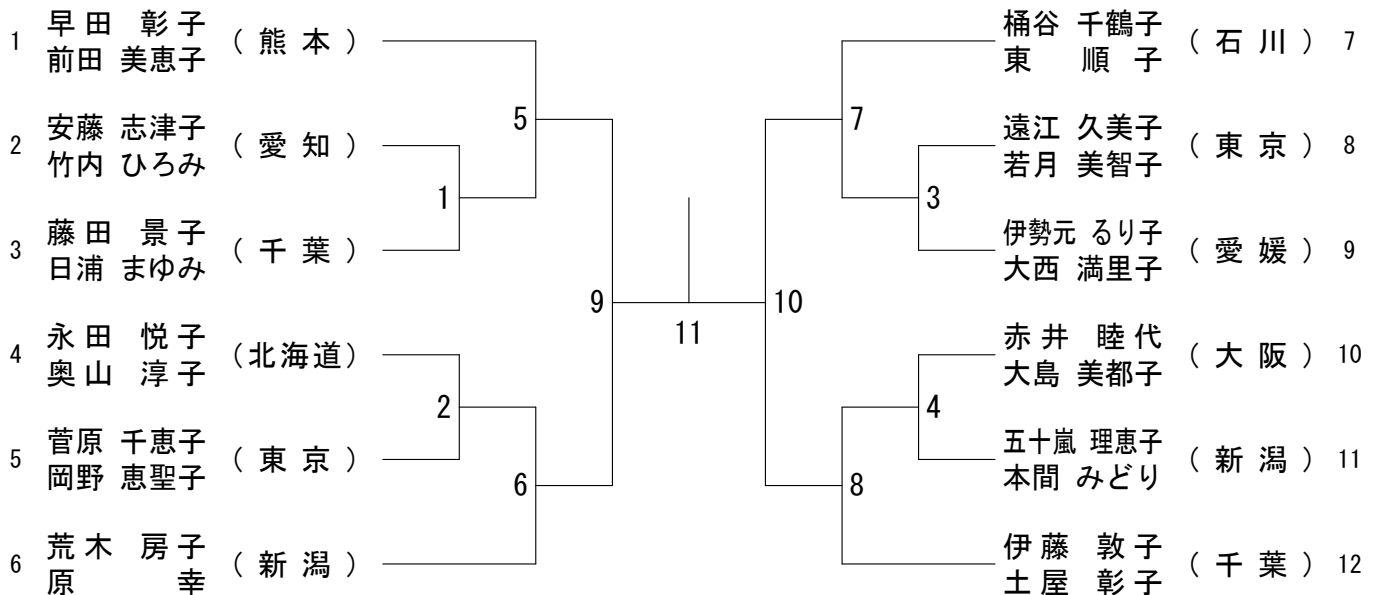 1 早田 彰子 (熊本)
前田 美恵子
2 安藤 志津子 (愛知)
竹内 ひろみ
3 藤田 景子 (千葉)
日浦 まゆみ
4 永田 悦子 (北海道)
奥山 淳子
5 菅原 千恵子 (東京)
岡野 恵聖子
6 荒木 房子 (新潟)
原 幸
5
1
9
2
6
11
7
3
10
4
8
桶谷 千鶴子 (石川) 7
東 順子
遠江 久美子 (東京) 8
若月 美智子
伊勢元 るり子 (愛媛) 9
大西 満里子
赤井 睦代 (大阪) 10
大島 美都子
五十嵐 理恵子 (新潟) 11
本間 みどり
伊藤 敦子 (千葉) 12
土屋 彰子